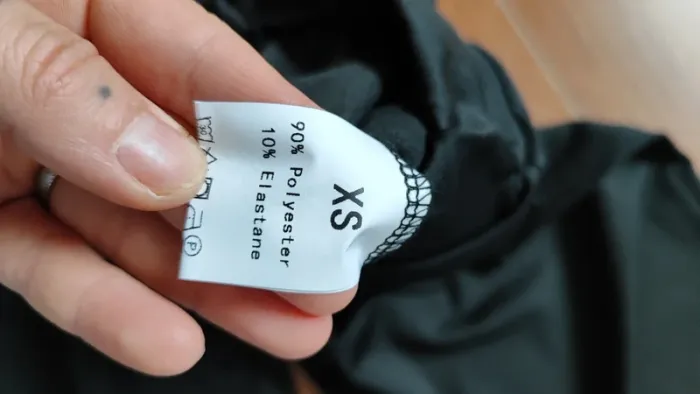 XS
90% Polyester
10% Elastane
P